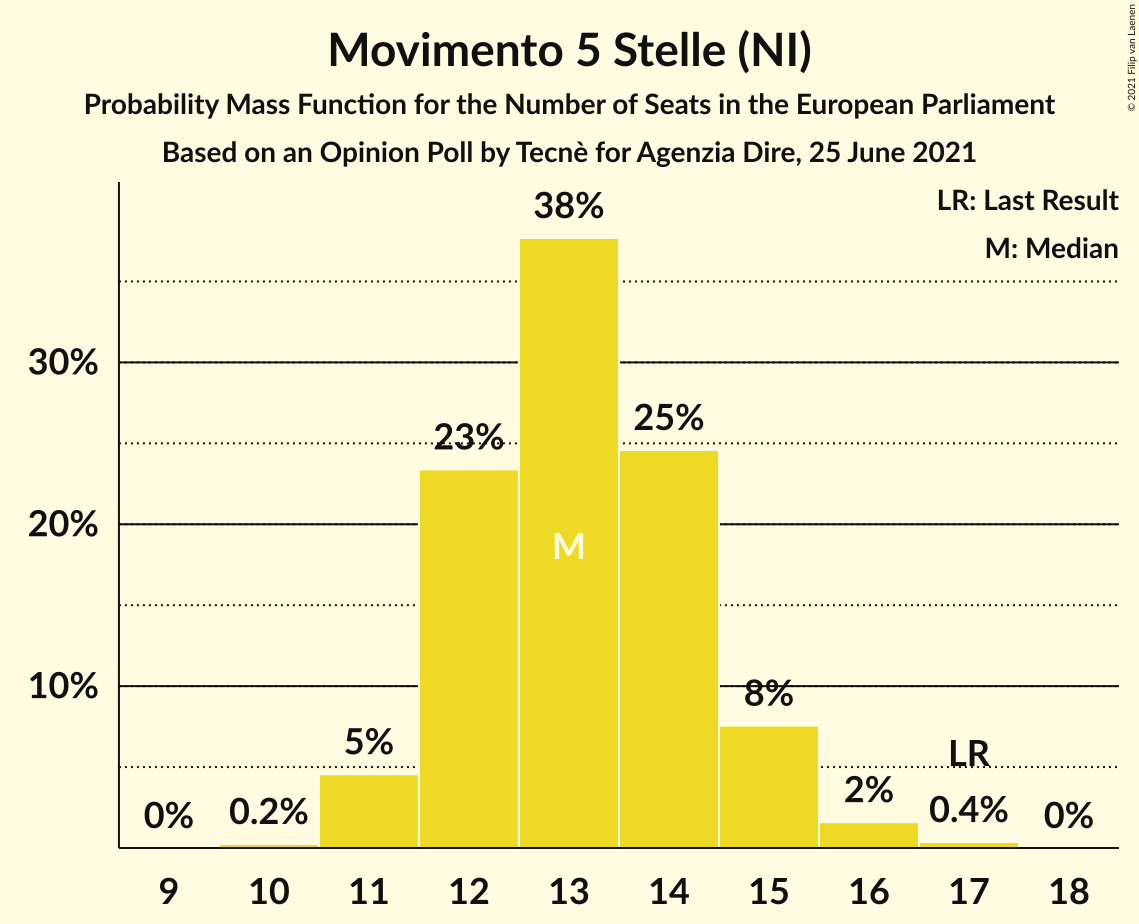 Movimento 5 Stelle (NI)
Probability Mass Function for the Number of Seats in the European Parliament
Based on an Opinion Poll by Tecnè for Agenzia Dire, 25 June 2021
© 2021 Filip van Laenen
LR: Last Result
M: Median
38%
30%
25%
23%
20%
M
10%
8%
5%
LR
2%
0%
0.2%
0.4%
0%
9 10 11 12 13 14 15 16 17 18